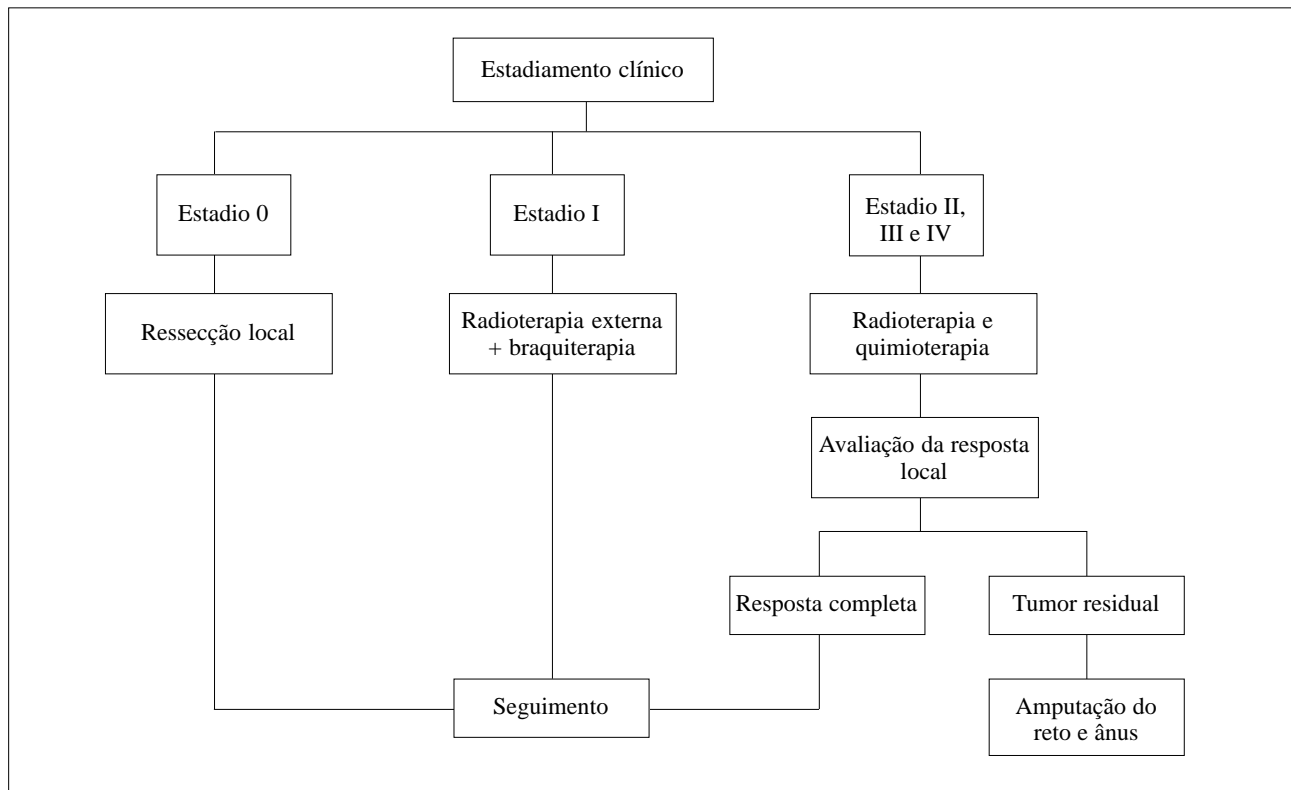 Estadiamento clínico
Estadio 0
Estadio I
Estadio II,
III e IV
Ressecção local
Radioterapia externa
+ braquiterapia
Radioterapia e
quimioterapia
Avaliação da resposta
local
Resposta completa
Tumor residual
Seguimento
Amputação do
reto e ânus